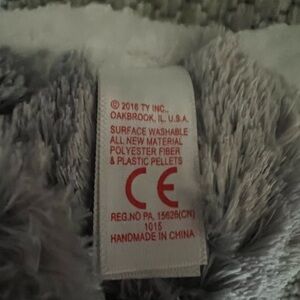 © 2016 TY INC.,
OAKBROOK, IL. U.S.A.
SURFACE WASHABLE
ALL NEW MATERIAL
POLYESTER FIBER
& PLASTIC PELLETS
CE
REG.NO PA. 15626(CN)
1015
HANDMADE IN CHINA